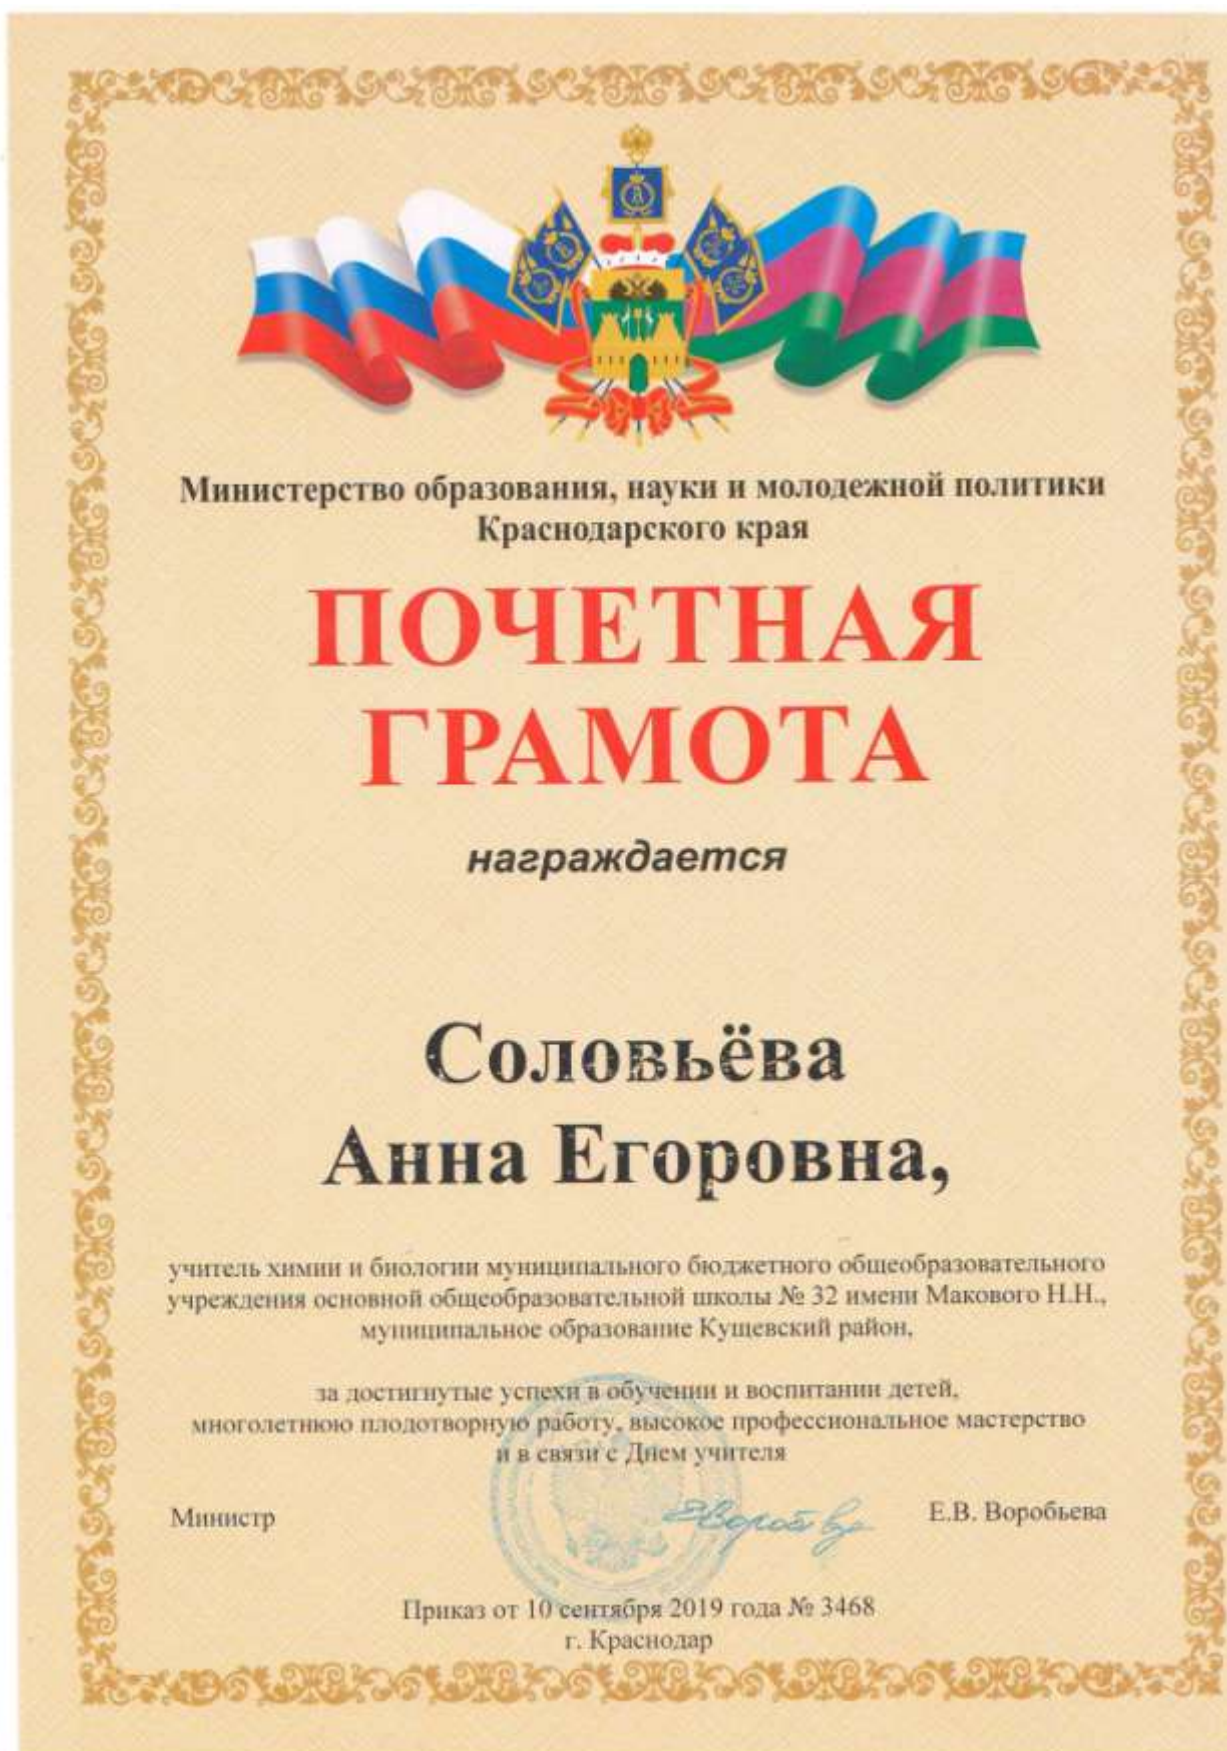 Министерство образования, науки и молодежной политики
Краснодарского края
ПОЧЕТНАЯ
ГРАМОТА
награждается
Соловьёва
Анна Егоровна,
учитель химии и биологии муниципального бюджетного общеобразовательного
учреждения основной общеобразовательной школы № 32 имени Макового Н.Н.,
муниципальное образование Кущевский район,
за достигнутые успехи в обучении и воспитании детей,
многолетнюю плодотворную работу, высокое профессиональное мастерство
и в связи с Днем учителя
Министр
Е.В. Воробьева
Приказ от 10 сентября 2019 года № 3468
г. Краснодар